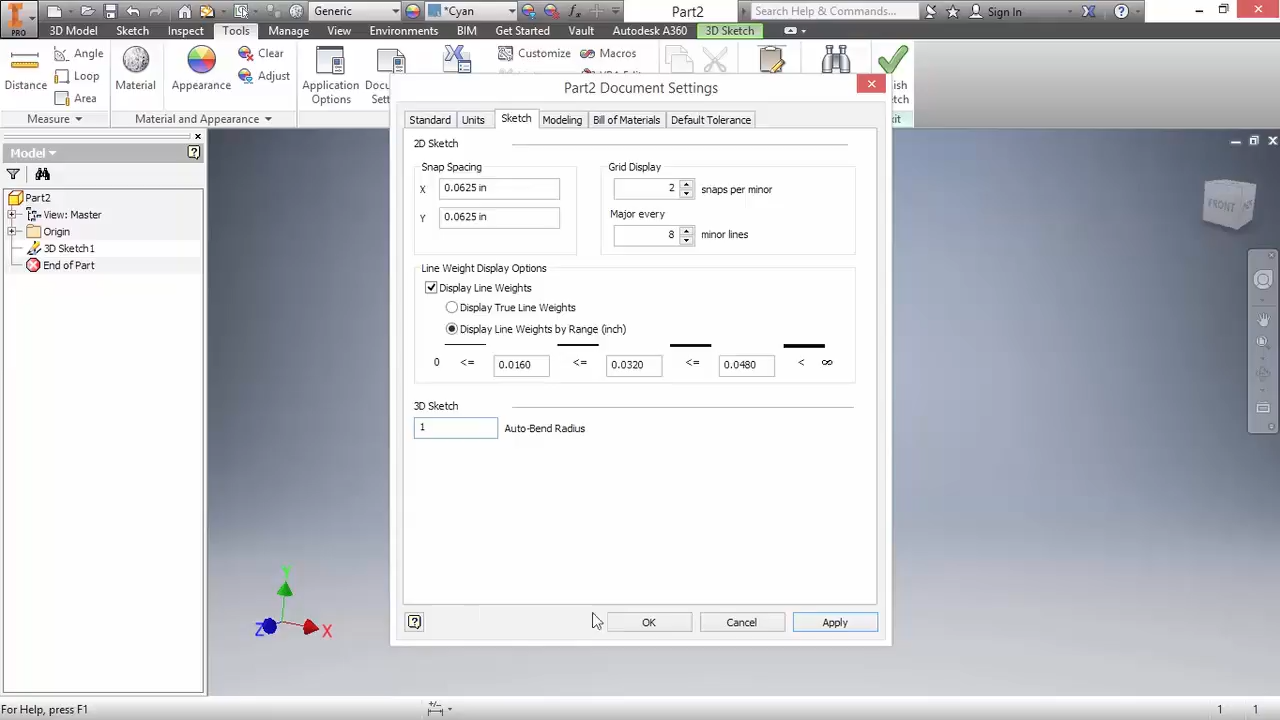 PRO
Generic
*Cyan
Part2
Search Help & Commands...
Sign In
3D Model Sketch Inspect Tools Manage View Environments BIM Get Started Vault Autodesk A360 3D Sketch
Distance
Angle
Loop
Area
Measure
Material
Appearance
Clear
Adjust
Material and Appearance
Application
Options
Customize
Macros
Part2 Document Settings
Standard Units Sketch Modeling Bill of Materials Default Tolerance
2D Sketch
Snap Spacing
X 0.0625 in
Y 0.0625 in
Grid Display
2 snaps per minor
Major every
8 minor lines
Line Weight Display Options
Display Line Weights
Display True Line Weights
Display Line Weights by Range (inch)
0 <= 0.0160 <= 0.0320 <= 0.0480 < ∞
3D Sketch
1 Auto-Bend Radius
OK Cancel Apply
Model
Part2
View: Master
Origin
3D Sketch1
End of Part
FRONT
Y
Z
X
For Help, press F1
1 1